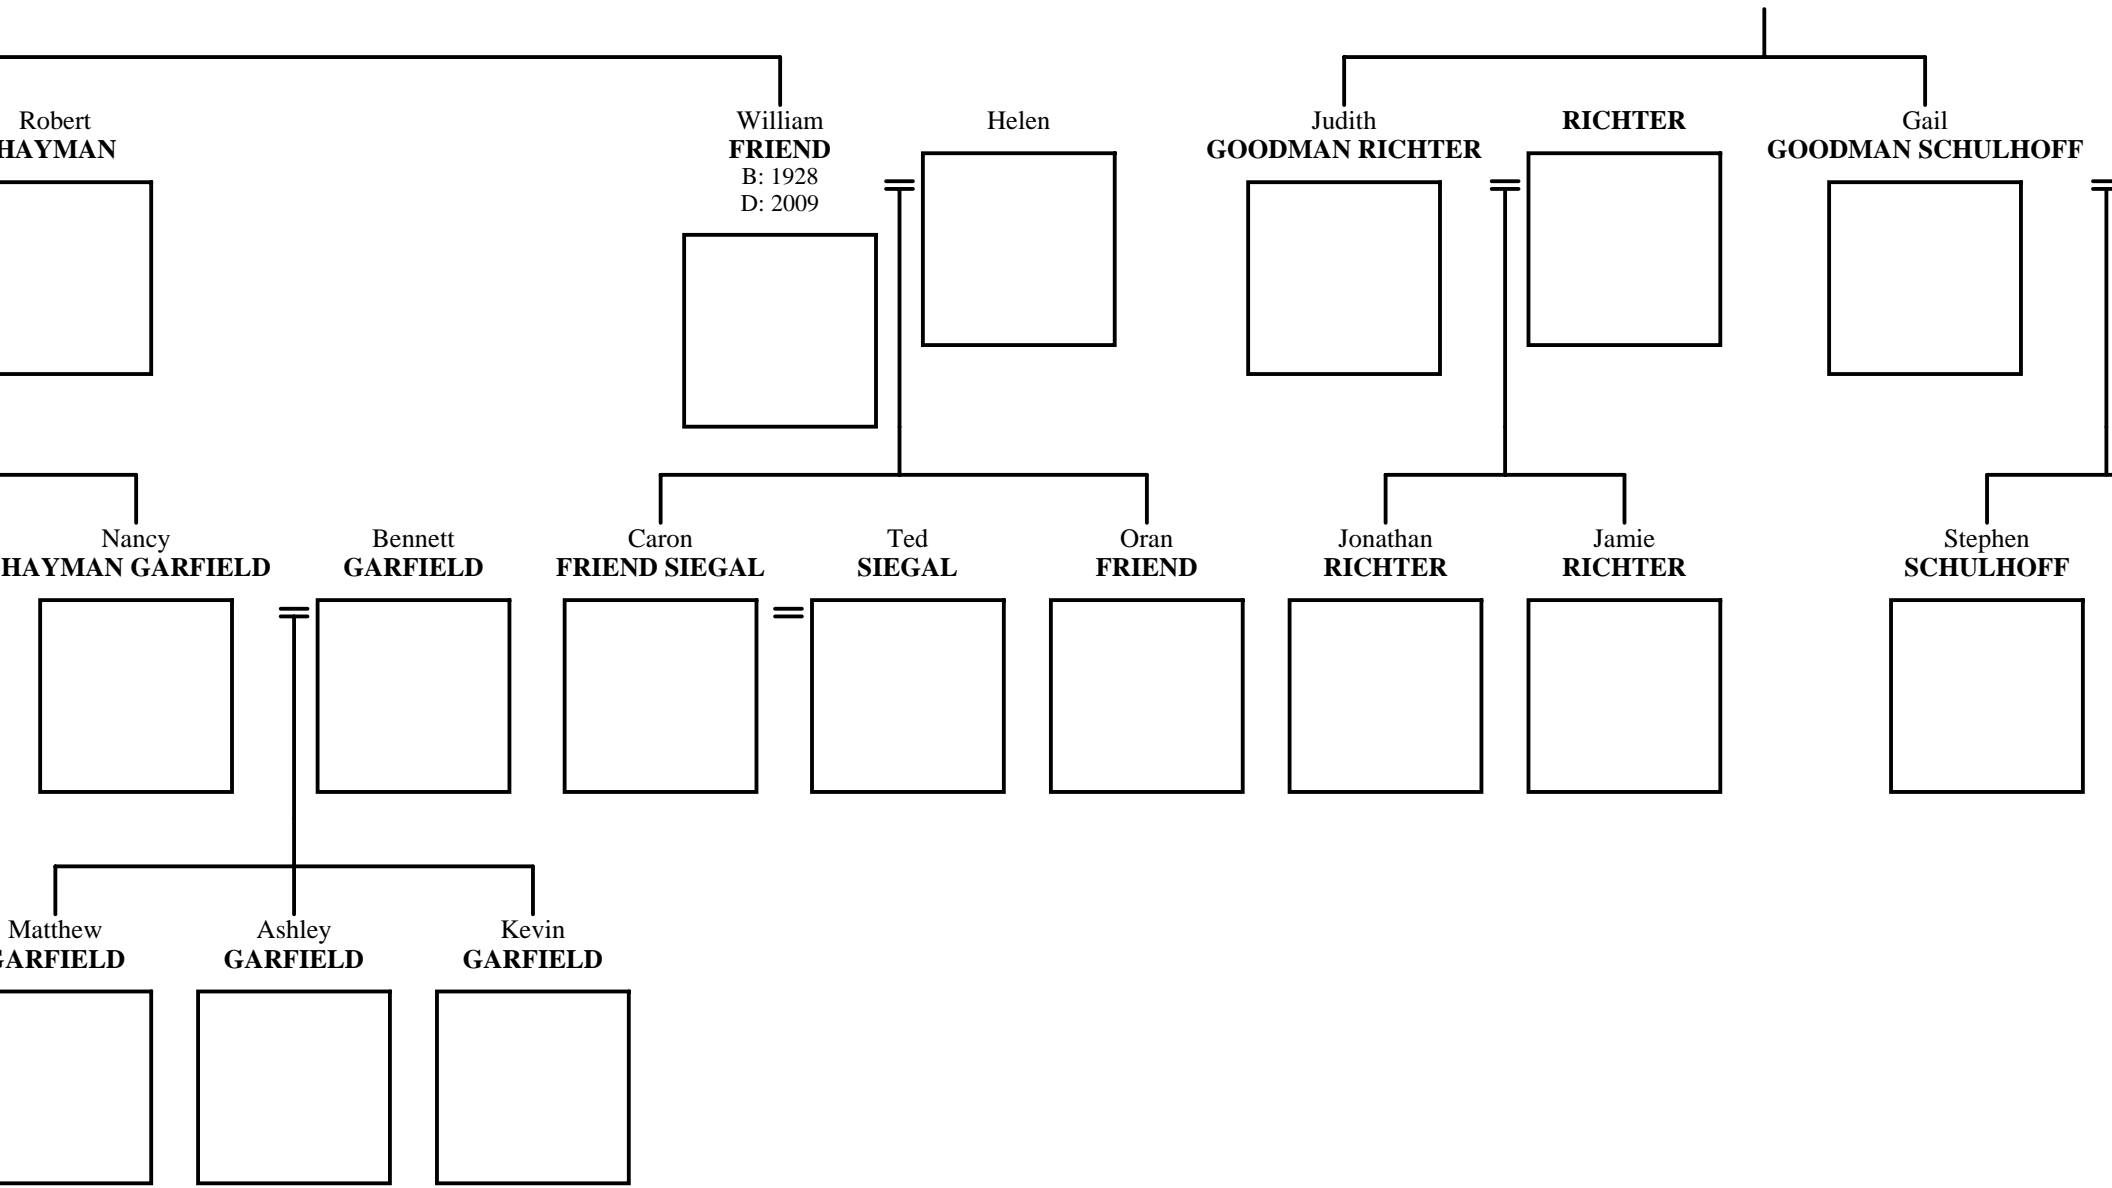 Robert
HAYMAN
William
FRIEND
B: 1928
D: 2009
Helen
Judith
GOODMAN RICHTER
RICHTER
Gail
GOODMAN SCHULHOFF
Nancy
HAYMAN GARFIELD
Bennett
GARFIELD
Caron
FRIEND SIEGAL
Ted
SIEGAL
Oran
FRIEND
Jonathan
RICHTER
Jamie
RICHTER
Stephen
SCHULHOFF
Matthew
GARFIELD
Ashley
GARFIELD
Kevin
GARFIELD